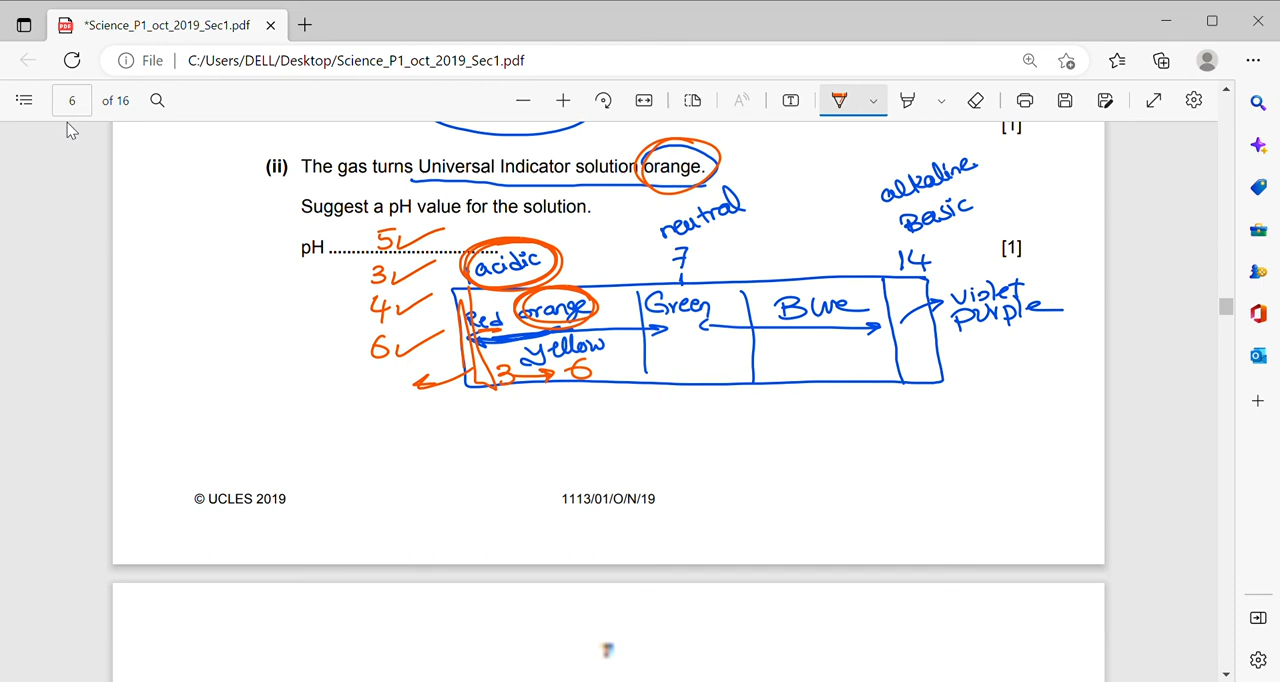 *Science_P1_oct_2019_Sec1.pdf
File C:/Users/DELL/Desktop/Science_P1_oct_2019_Sec1.pdf
6 of 16
[1]
(ii) The gas turns Universal Indicator solution orange.
Suggest a pH value for the solution.
pH ........................................ [1]
5
3
4
6
acidic
neutral
7
alkaline
Basic
14
Red orange Green Blue violet
purple
yellow
3 → 6
© UCLES 2019 1113/01/O/N/19